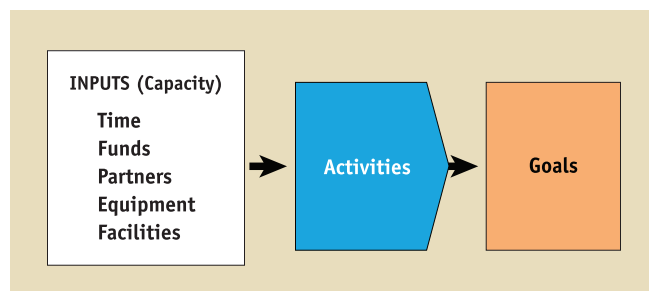 INPUTS (Capacity)
Time
Funds
Partners
Equipment
Facilities
Activities
Goals